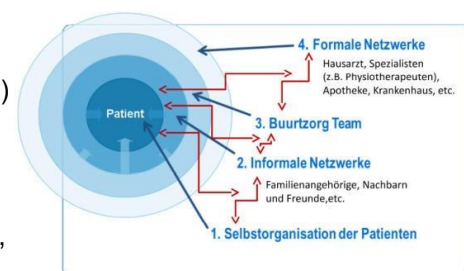 4. Formale Netzwerke
Hausarzt, Spezialisten
(z.B. Physiotherapeuten),
Apotheke, Krankenhaus, etc.
)
Patient
3. Buurtzorg Team
2. Informale Netzwerke
Familienangehörige, Nachbarn
und Freunde,etc.
1. Selbstorganisation der Patienten
,